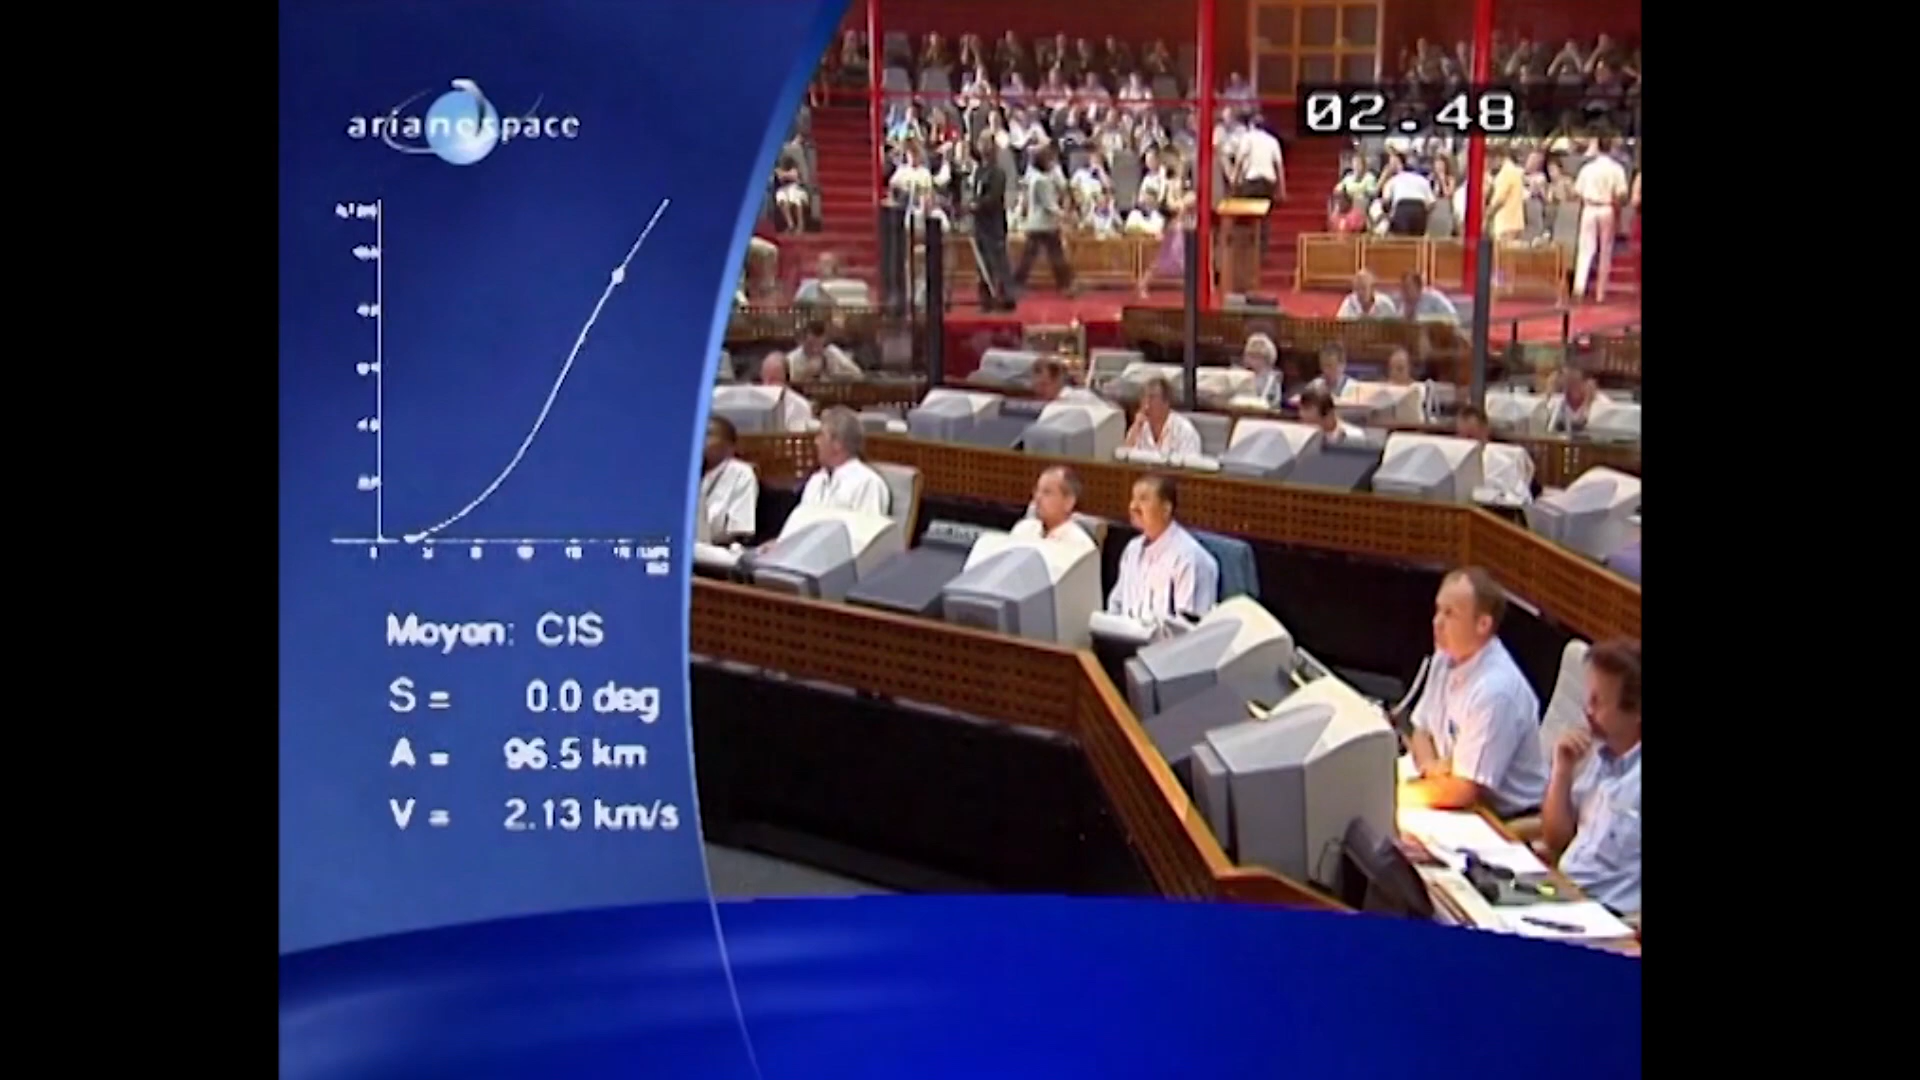 arianespace
02.48
Moyen: CIS
S = 0.0 deg
A = 96.5 km
V = 2.13 km/s